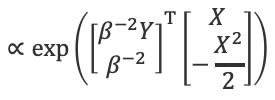 ∝ exp ( [ β⁻²Y
β⁻² ]ᵀ [ X
− X²/2 ] )